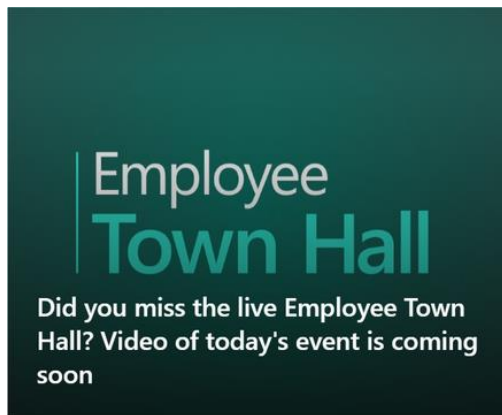 Employee
Town Hall
Did you miss the live Employee Town
Hall? Video of today's event is coming
soon